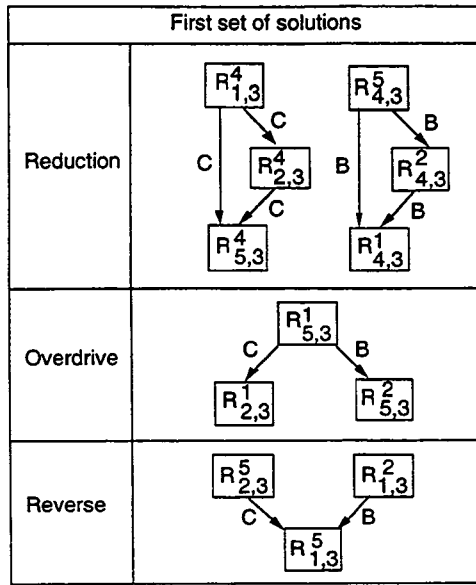 First set of solutions
Reduction
R^4_{1,3} R^5_{4,3}
C B
C R^4_{2,3} B R^2_{4,3}
C B
R^4_{5,3} R^1_{4,3}
Overdrive
R^1_{5,3}
C B
R^1_{2,3} R^2_{5,3}
Reverse
R^5_{2,3} R^2_{1,3}
C B
R^5_{1,3}